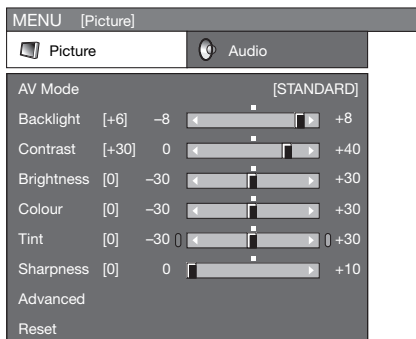 MENU [Picture]
Picture Audio
AV Mode [STANDARD]
Backlight [+6] –8 +8
Contrast [+30] 0 +40
Brightness [0] –30 +30
Colour [0] –30 +30
Tint [0] –30 +30
Sharpness [0] 0 +10
Advanced
Reset